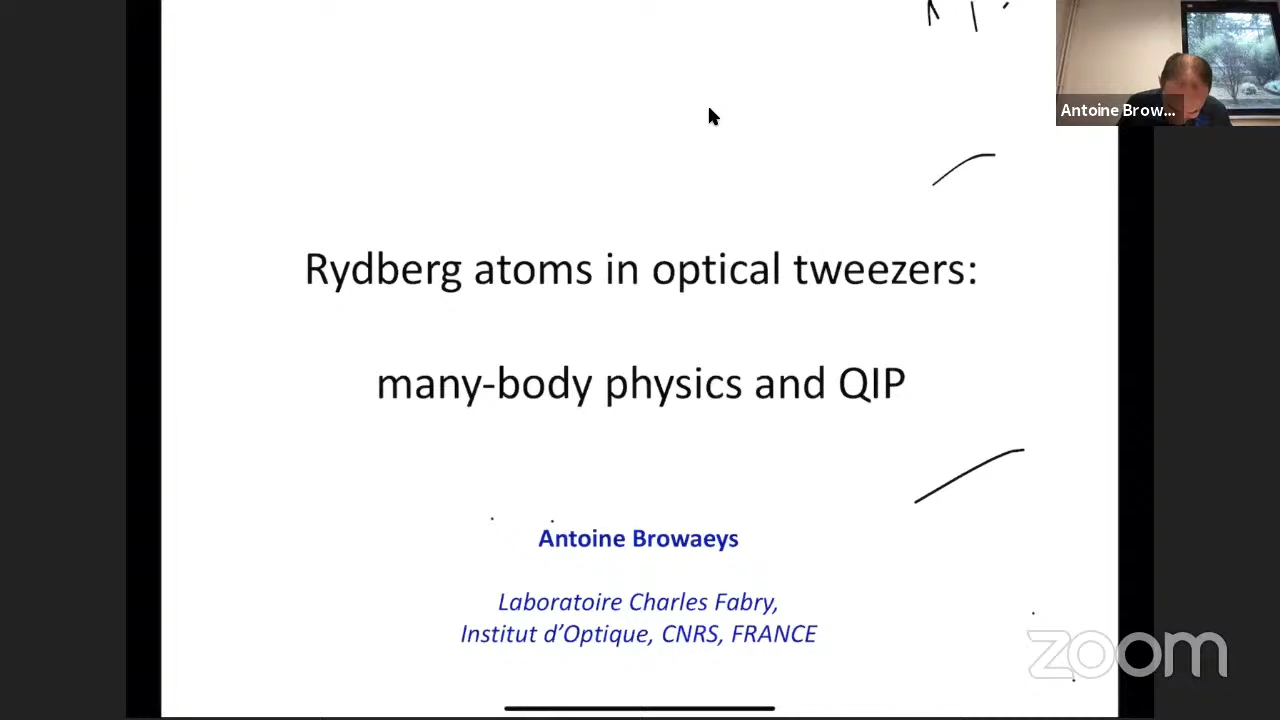 Antoine Brow...
Rydberg atoms in optical tweezers:
many-body physics and QIP
Antoine Browaeys
Laboratoire Charles Fabry,
Institut d'Optique, CNRS, FRANCE
zoom